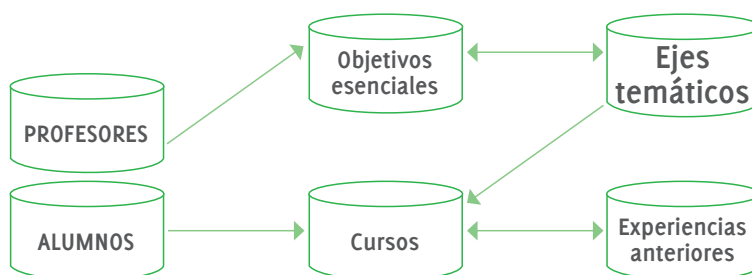 Objetivos
esenciales
Ejes
temáticos
PROFESORES
ALUMNOS
Cursos
Experiencias
anteriores